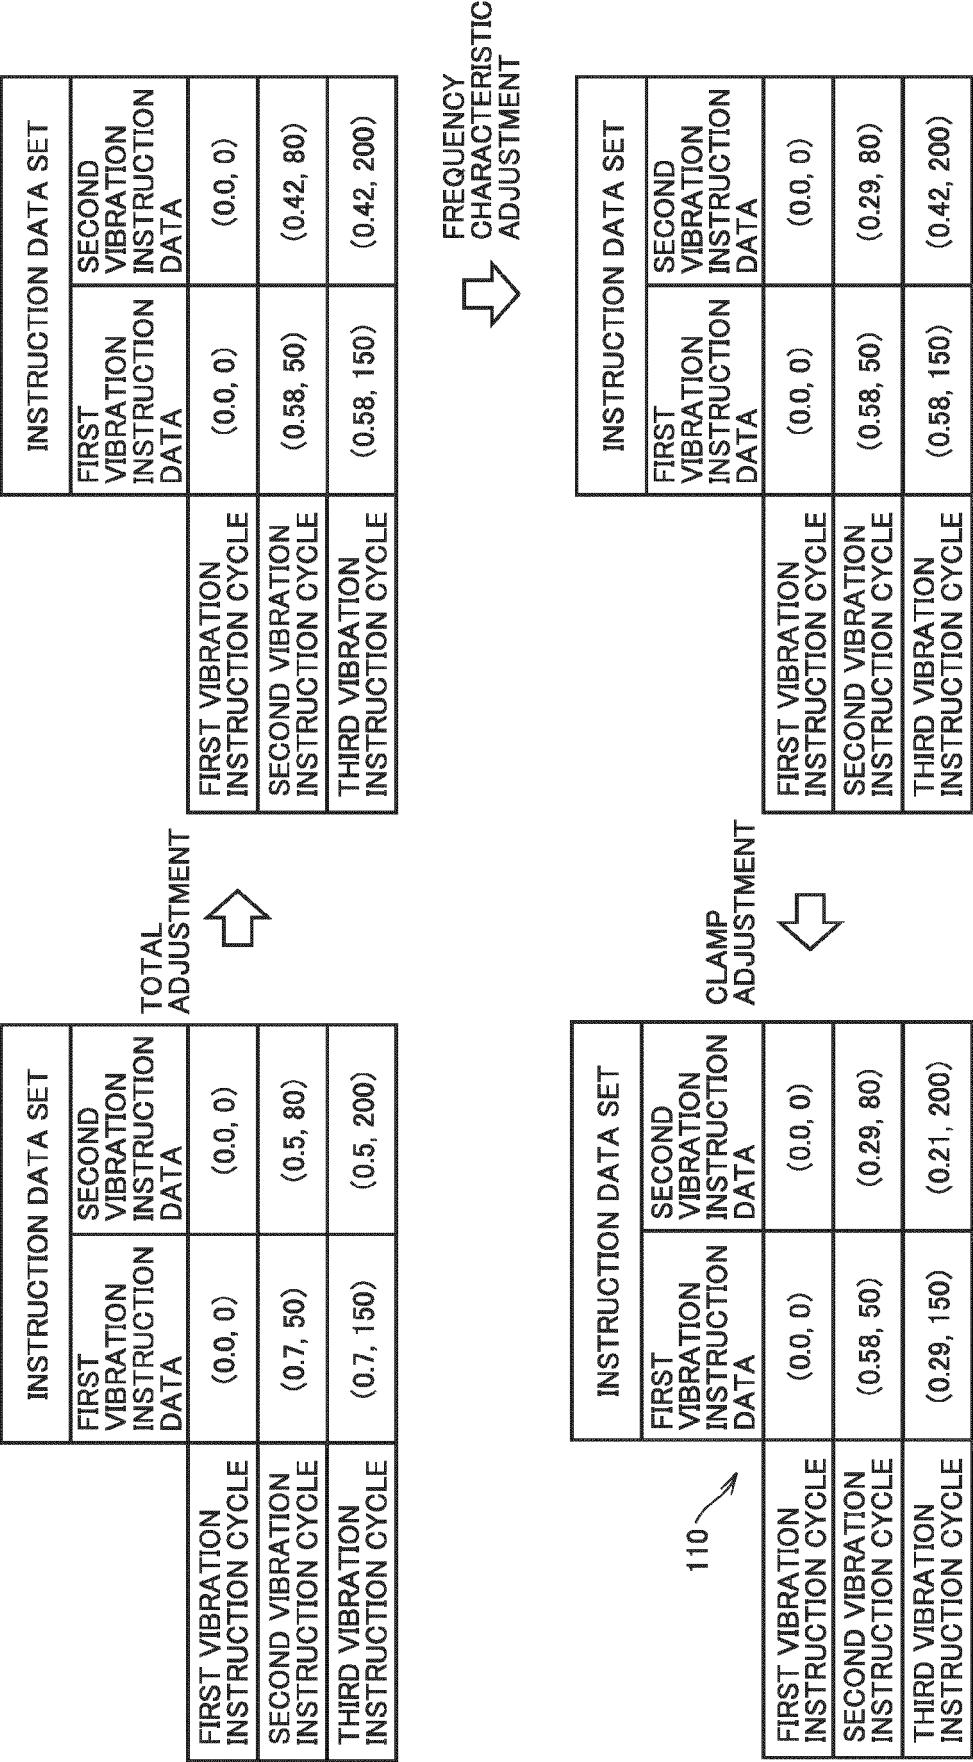 INSTRUCTION DATA SET
FIRST
VIBRATION
INSTRUCTION
DATA
SECOND
VIBRATION
INSTRUCTION
DATA
FIRST VIBRATION
INSTRUCTION CYCLE
(0.0, 0)
(0.0, 0)
SECOND VIBRATION
INSTRUCTION CYCLE
(0.7, 50)
(0.5, 80)
THIRD VIBRATION
INSTRUCTION CYCLE
(0.7, 150)
(0.5, 200)
TOTAL
ADJUSTMENT
INSTRUCTION DATA SET
FIRST
VIBRATION
INSTRUCTION
DATA
SECOND
VIBRATION
INSTRUCTION
DATA
FIRST VIBRATION
INSTRUCTION CYCLE
(0.0, 0)
(0.0, 0)
SECOND VIBRATION
INSTRUCTION CYCLE
(0.58, 50)
(0.42, 80)
THIRD VIBRATION
INSTRUCTION CYCLE
(0.58, 150)
(0.42, 200)
FREQUENCY
CHARACTERISTIC
ADJUSTMENT
INSTRUCTION DATA SET
FIRST
VIBRATION
INSTRUCTION
DATA
SECOND
VIBRATION
INSTRUCTION
DATA
FIRST VIBRATION
INSTRUCTION CYCLE
(0.0, 0)
(0.0, 0)
SECOND VIBRATION
INSTRUCTION CYCLE
(0.58, 50)
(0.29, 80)
THIRD VIBRATION
INSTRUCTION CYCLE
(0.58, 150)
(0.42, 200)
CLAMP
ADJUSTMENT
110
INSTRUCTION DATA SET
FIRST
VIBRATION
INSTRUCTION
DATA
SECOND
VIBRATION
INSTRUCTION
DATA
FIRST VIBRATION
INSTRUCTION CYCLE
(0.0, 0)
(0.0, 0)
SECOND VIBRATION
INSTRUCTION CYCLE
(0.58, 50)
(0.29, 80)
THIRD VIBRATION
INSTRUCTION CYCLE
(0.29, 150)
(0.21, 200)